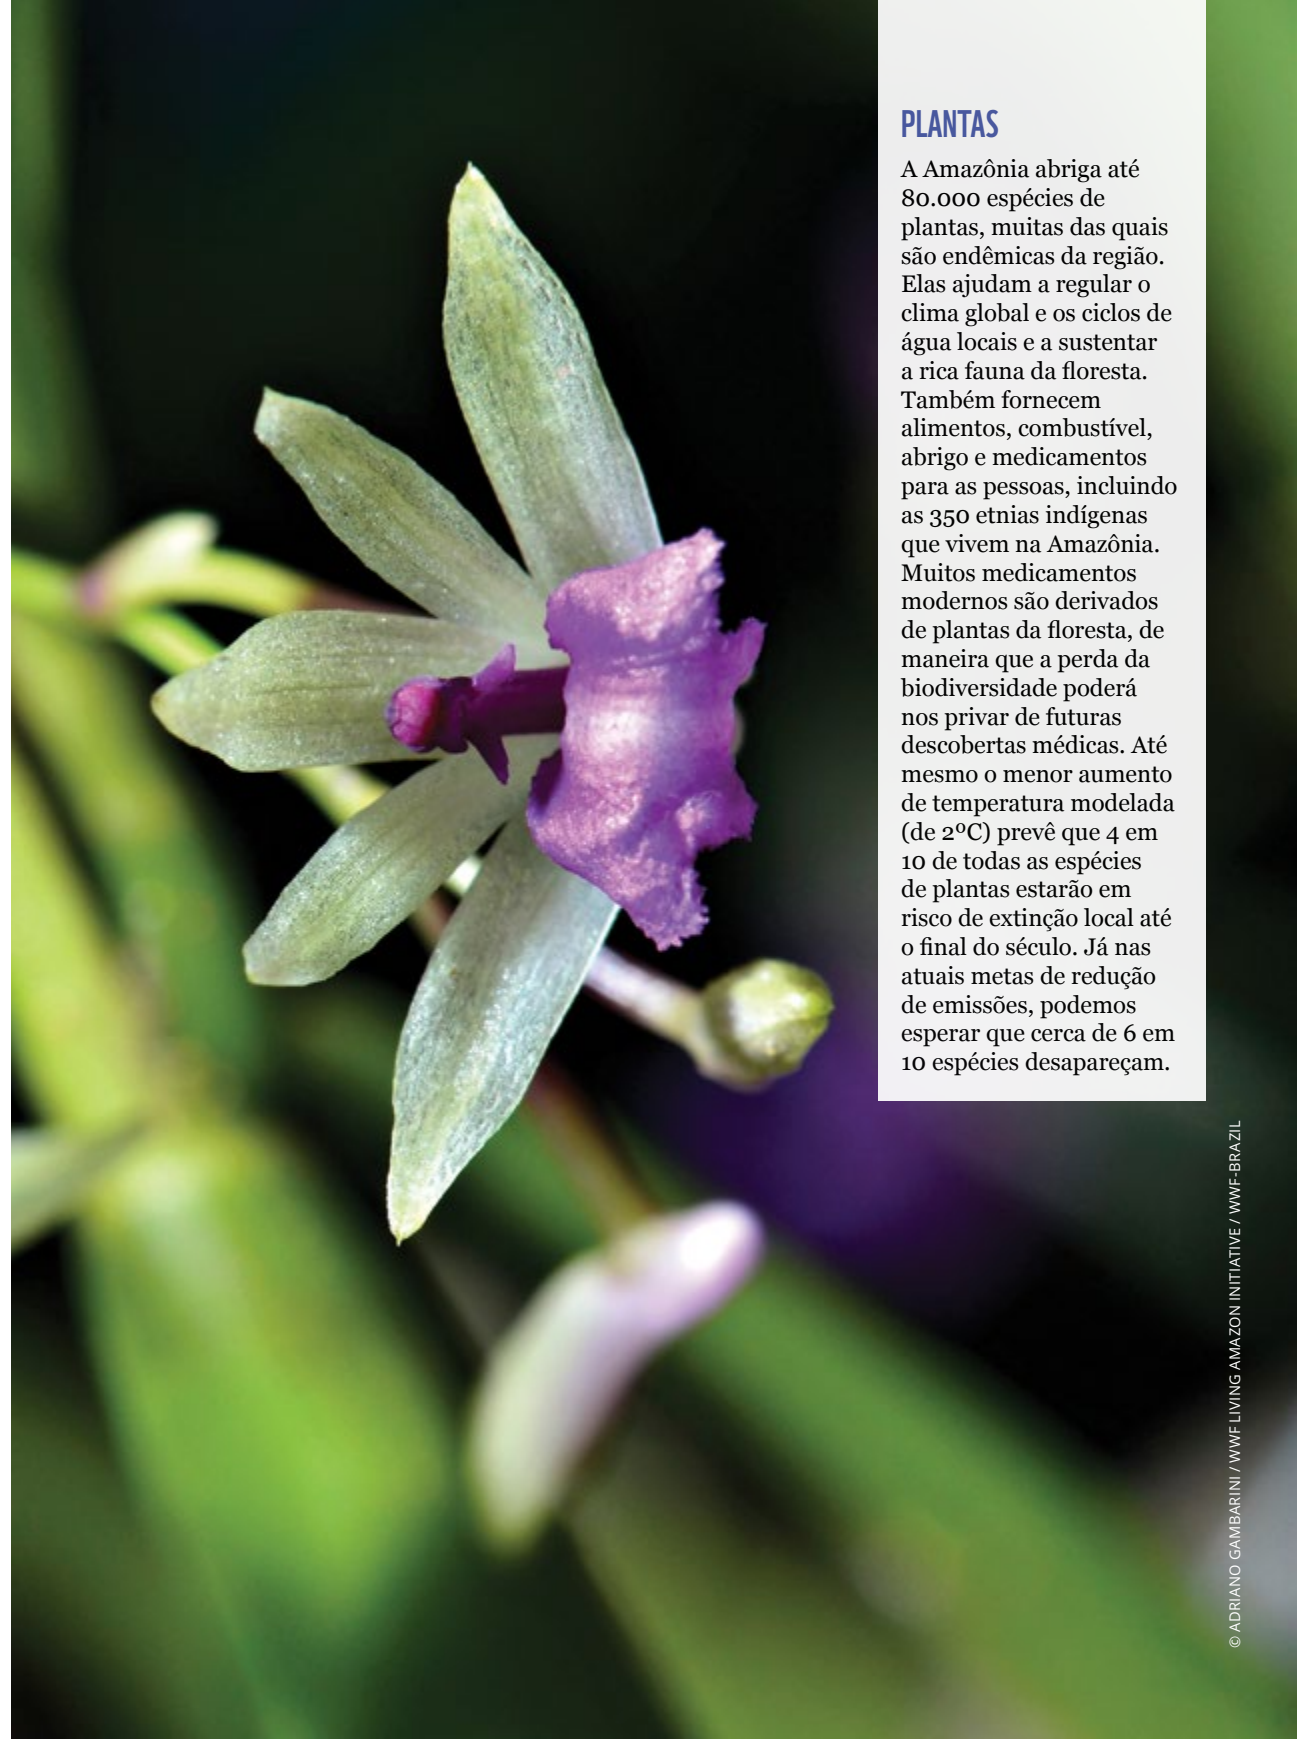 PLANTAS
A Amazônia abriga até
80.000 espécies de
plantas, muitas das quais
são endêmicas da região.
Elas ajudam a regular o
clima global e os ciclos de
água locais e a sustentar
a rica fauna da floresta.
Também fornecem
alimentos, combustível,
abrigo e medicamentos
para as pessoas, incluindo
as 350 etnias indígenas
que vivem na Amazônia.
Muitos medicamentos
modernos são derivados
de plantas da floresta, de
maneira que a perda da
biodiversidade poderá
nos privar de futuras
descobertas médicas. Até
mesmo o menor aumento
de temperatura modelada
(de 2ºC) prevê que 4 em
10 de todas as espécies
de plantas estarão em
risco de extinção local até
o final do século. Já nas
atuais metas de redução
de emissões, podemos
esperar que cerca de 6 em
10 espécies desapareçam.
© ADRIANO GAMBARINI / WWF LIVING AMAZON INITIATIVE / WWF-BRAZIL